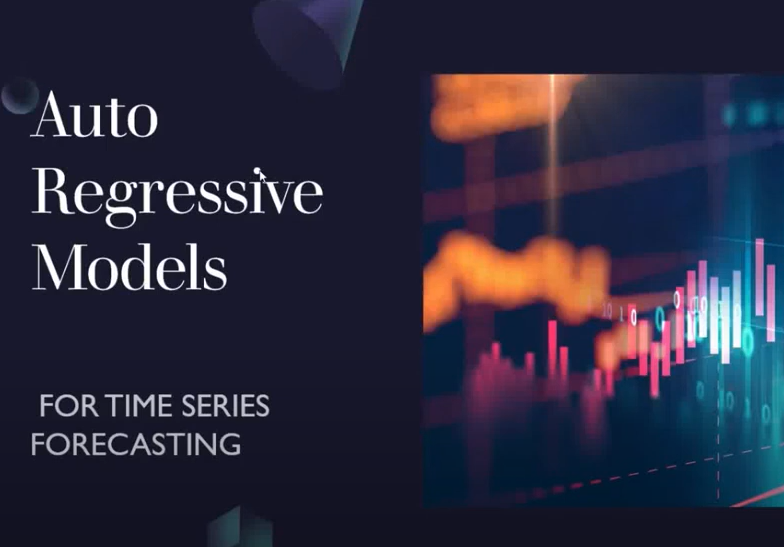 Auto
Regressive
Models
FOR TIME SERIES
FORECASTING